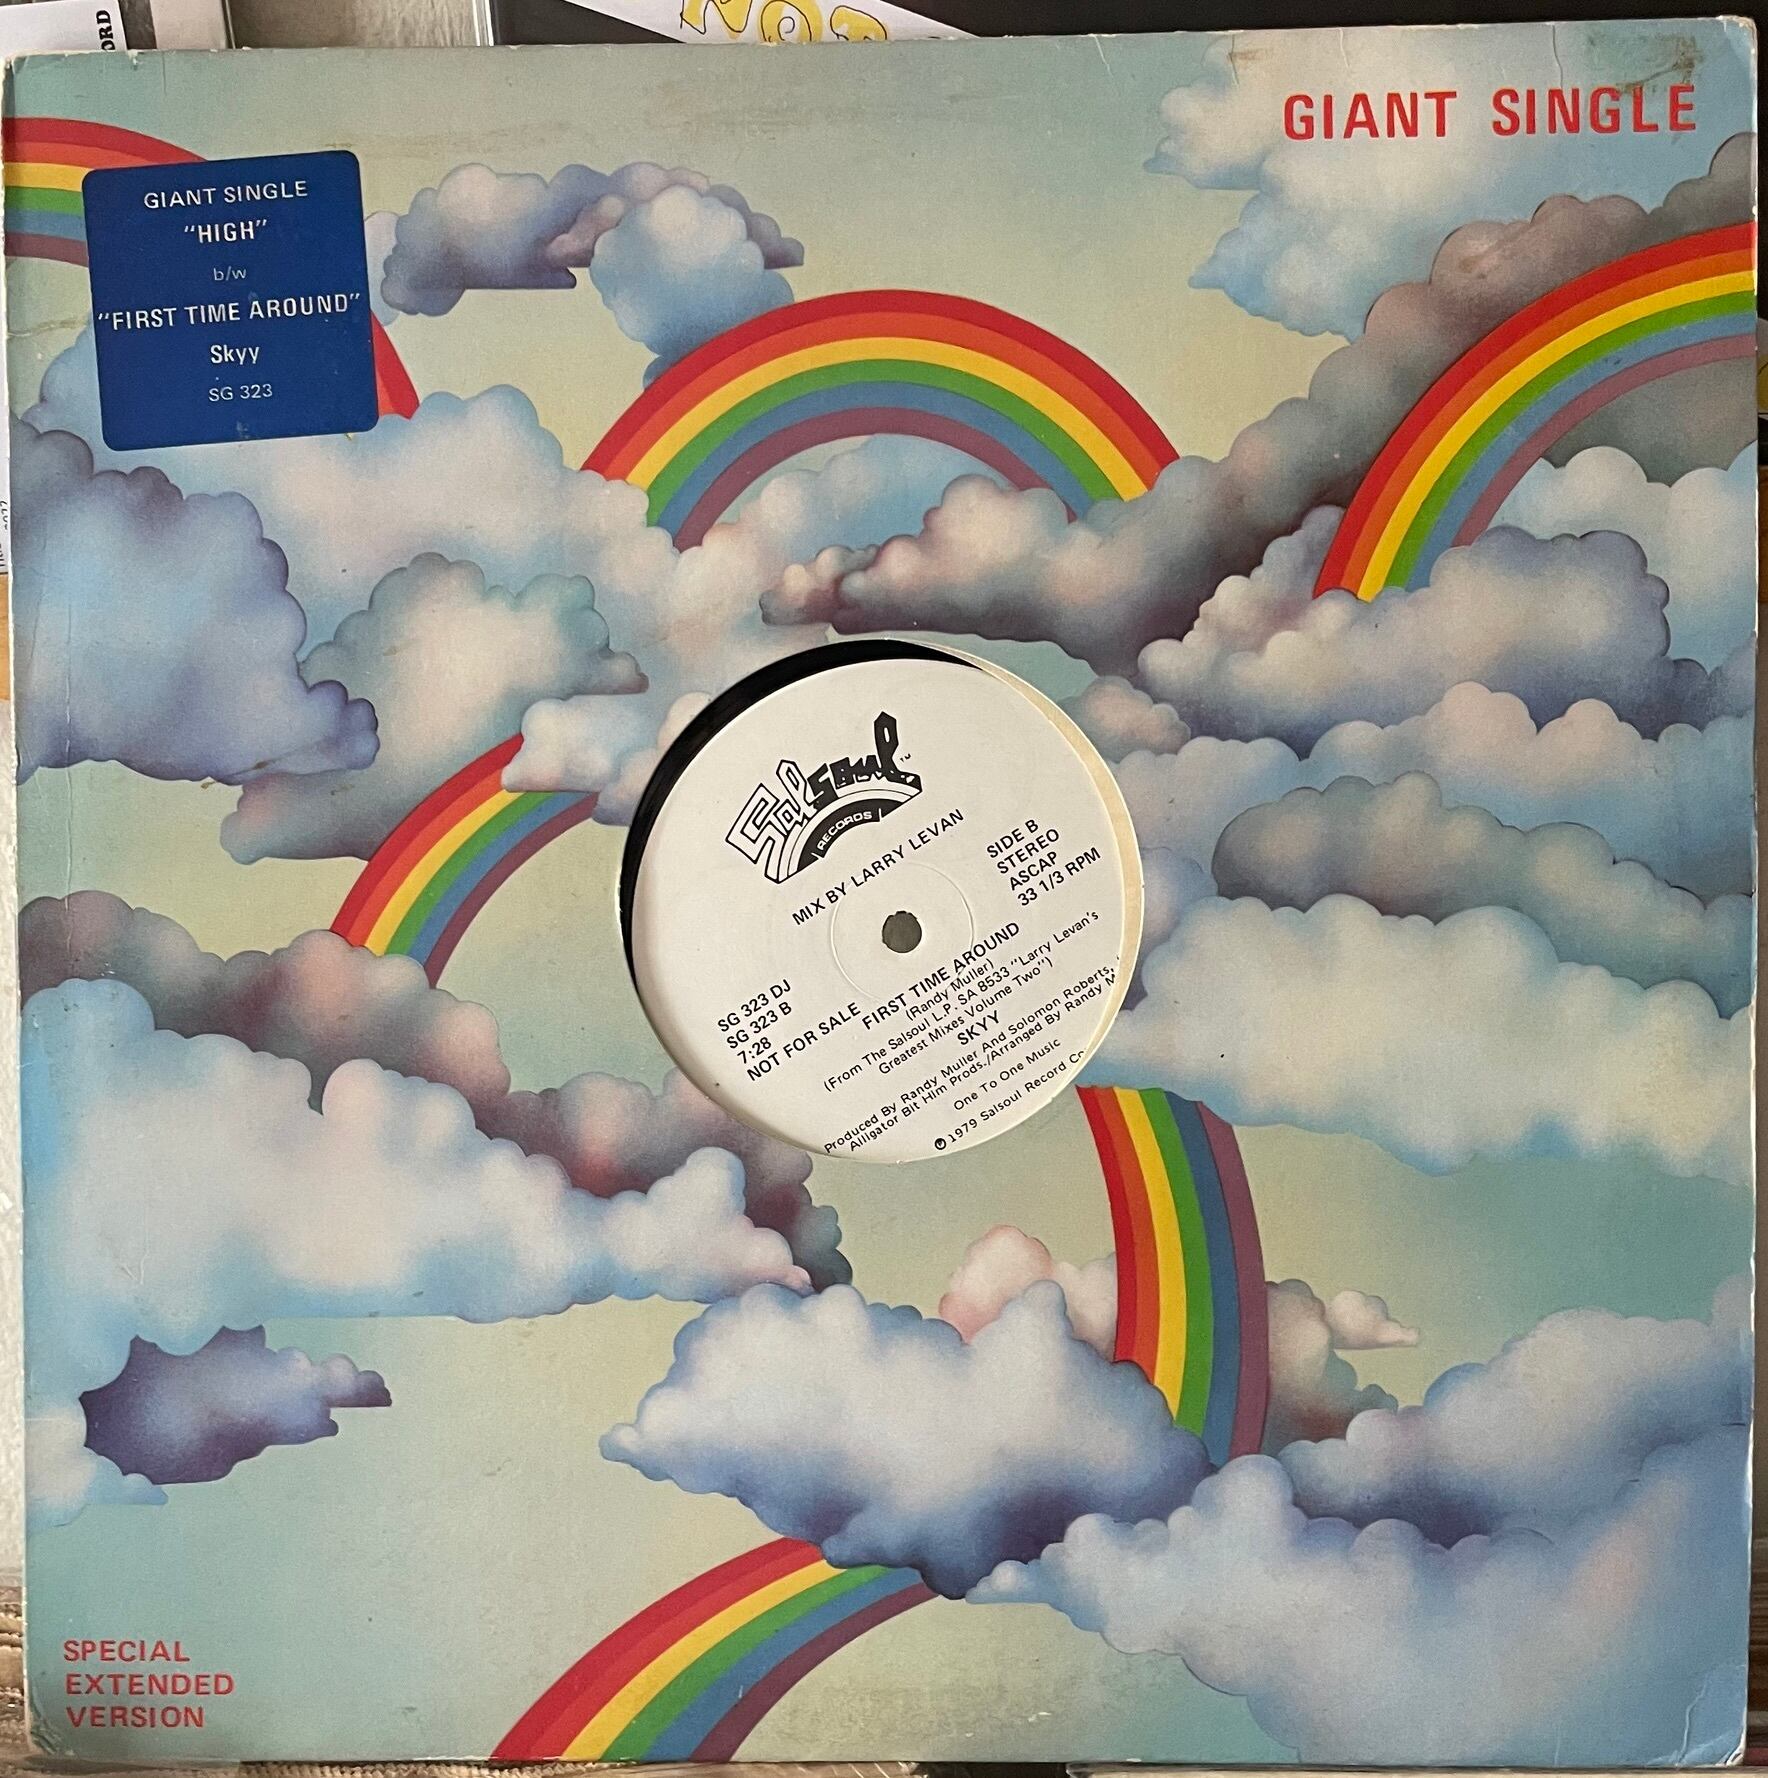 ORD
GIANT SINGLE
GIANT SINGLE
"HIGH"
b/w
"FIRST TIME AROUND"
Skyy
SG 323
Salsoul™
RECORDS
MIX BY LARRY LEVAN
SIDE B
STEREO
ASCAP
33 1/3 RPM
SG 323 DJ
SG 323 B
7:28
NOT FOR SALE
FIRST TIME AROUND
(Randy Muller)
(From The Salsoul L.P. SA 8533 "Larry Levan's
Greatest Mixes Volume Two")
SKYY
Produced By Randy Muller And Solomon Roberts,
Alligator Bit Him Prods./Arranged By Randy M
One To One Music
℗ 1979 Salsoul Record Co
SPECIAL
EXTENDED
VERSION